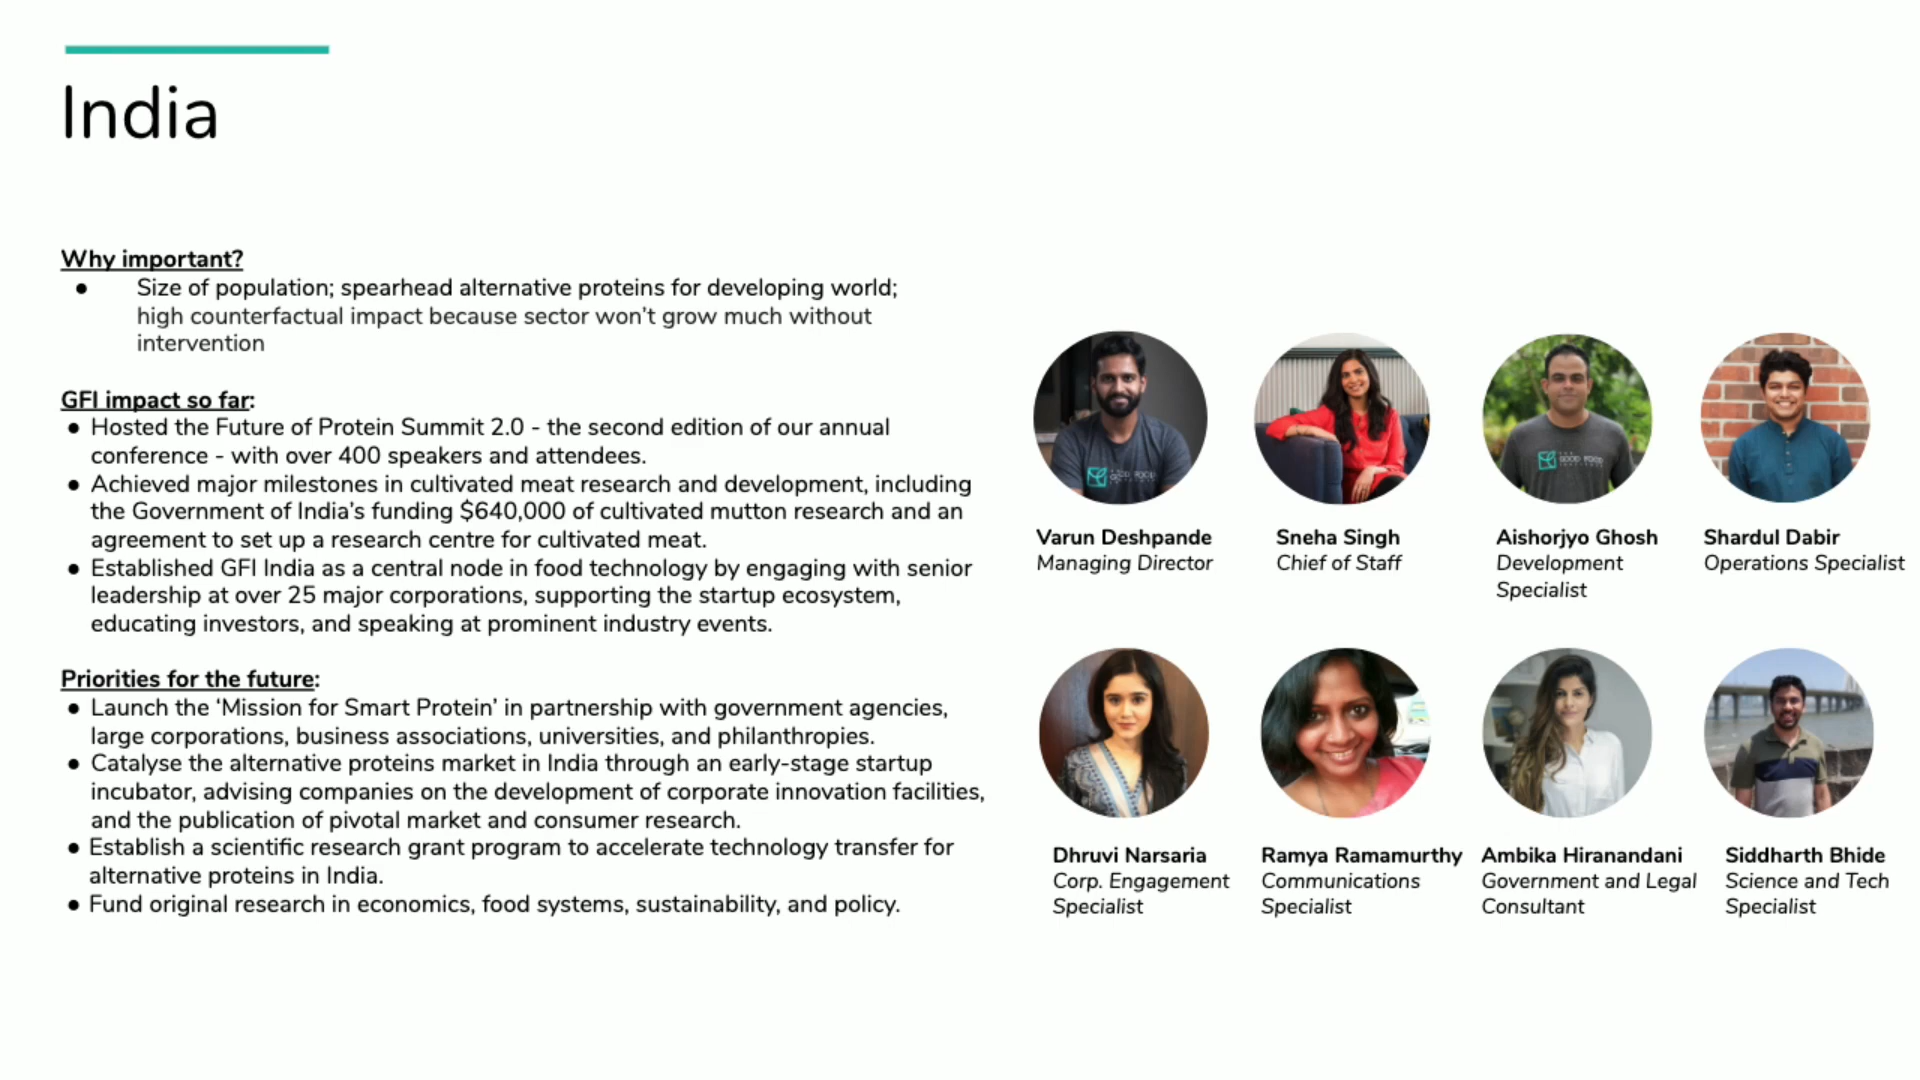 India
Why important?
● Size of population; spearhead alternative proteins for developing world;
high counterfactual impact because sector won't grow much without
intervention
GFI impact so far:
● Hosted the Future of Protein Summit 2.0 - the second edition of our annual
conference - with over 400 speakers and attendees.
● Achieved major milestones in cultivated meat research and development, including
the Government of India's funding $640,000 of cultivated mutton research and an
agreement to set up a research centre for cultivated meat.
● Established GFI India as a central node in food technology by engaging with senior
leadership at over 25 major corporations, supporting the startup ecosystem,
educating investors, and speaking at prominent industry events.
Priorities for the future:
● Launch the ‘Mission for Smart Protein’ in partnership with government agencies,
large corporations, business associations, universities, and philanthropies.
● Catalyse the alternative proteins market in India through an early-stage startup
incubator, advising companies on the development of corporate innovation facilities,
and the publication of pivotal market and consumer research.
● Establish a scientific research grant program to accelerate technology transfer for
alternative proteins in India.
● Fund original research in economics, food systems, sustainability, and policy.
Varun Deshpande
Managing Director
Sneha Singh
Chief of Staff
Aishorjyo Ghosh
Development
Specialist
Shardul Dabir
Operations Specialist
Dhruvi Narsaria
Corp. Engagement
Specialist
Ramya Ramamurthy
Communications
Specialist
Ambika Hiranandani
Government and Legal
Consultant
Siddharth Bhide
Science and Tech
Specialist
GOOD FOOD